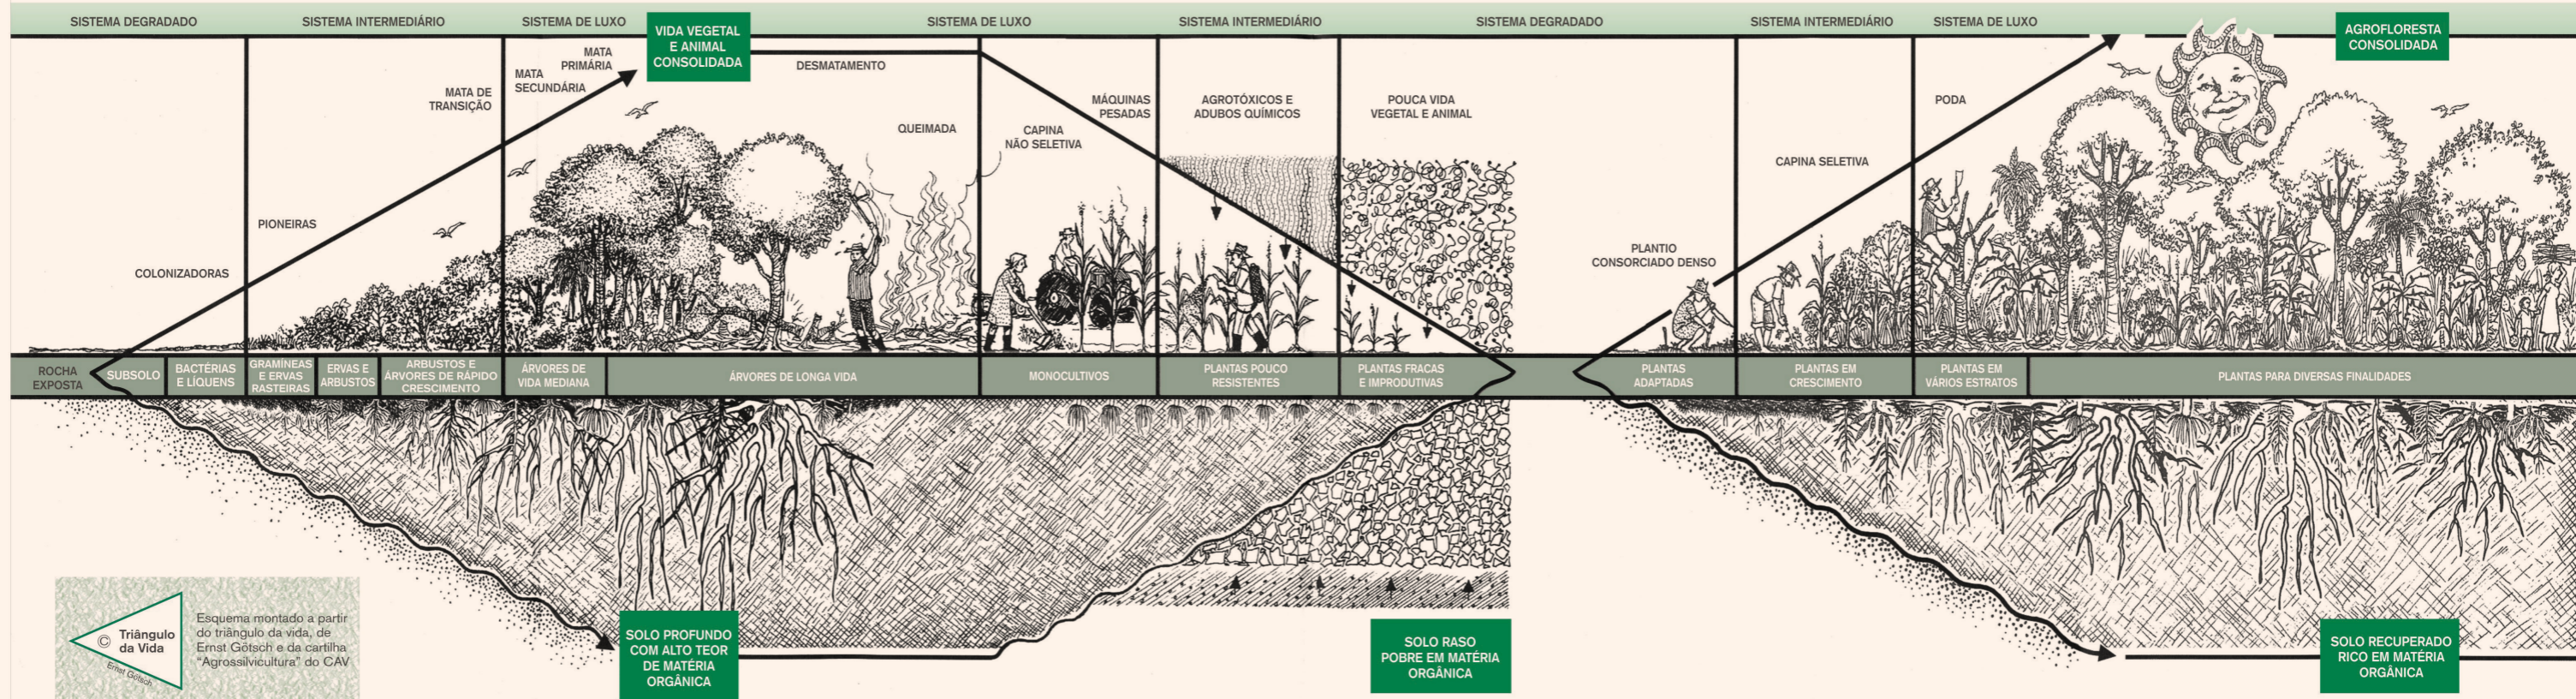 SISTEMA DEGRADADO
SISTEMA INTERMEDIÁRIO
SISTEMA DE LUXO
SISTEMA DE LUXO
SISTEMA INTERMEDIÁRIO
SISTEMA DEGRADADO
SISTEMA INTERMEDIÁRIO
SISTEMA DE LUXO
VIDA VEGETAL
E ANIMAL
CONSOLIDADA
AGROFLORESTA
CONSOLIDADA
COLONIZADORAS
PIONEIRAS
MATA DE
TRANSIÇÃO
MATA
SECUNDÁRIA
MATA
PRIMÁRIA
DESMATAMENTO
QUEIMADA
CAPINA
NÃO SELETIVA
MÁQUINAS
PESADAS
AGROTÓXICOS E
ADUBOS QUÍMICOS
POUCA VIDA
VEGETAL E ANIMAL
PLANTIO
CONSORCIADO DENSO
CAPINA SELETIVA
PODA
ROCHA
EXPOSTA
SUBSOLO
BACTÉRIAS
E LÍQUENS
GRAMÍNEAS
E ERVAS
RASTEIRAS
ERVAS E
ARBUSTOS
ARBUSTOS E
ÁRVORES DE RÁPIDO
CRESCIMENTO
ÁRVORES DE
VIDA MEDIANA
ÁRVORES DE LONGA VIDA
MONOCULTIVOS
PLANTAS POUCO
RESISTENTES
PLANTAS FRACAS
E IMPRODUTIVAS
PLANTAS
ADAPTADAS
PLANTAS EM
CRESCIMENTO
PLANTAS EM
VÁRIOS ESTRATOS
PLANTAS PARA DIVERSAS FINALIDADES
© Triângulo
da Vida
Ernst Götsch
Esquema montado a partir
do triângulo da vida, de
Ernst Götsch e da cartilha
“Agrossilvicultura” do CAV
SOLO PROFUNDO
COM ALTO TEOR
DE MATÉRIA
ORGÂNICA
SOLO RASO
POBRE EM MATÉRIA
ORGÂNICA
SOLO RECUPERADO
RICO EM MATÉRIA
ORGÂNICA